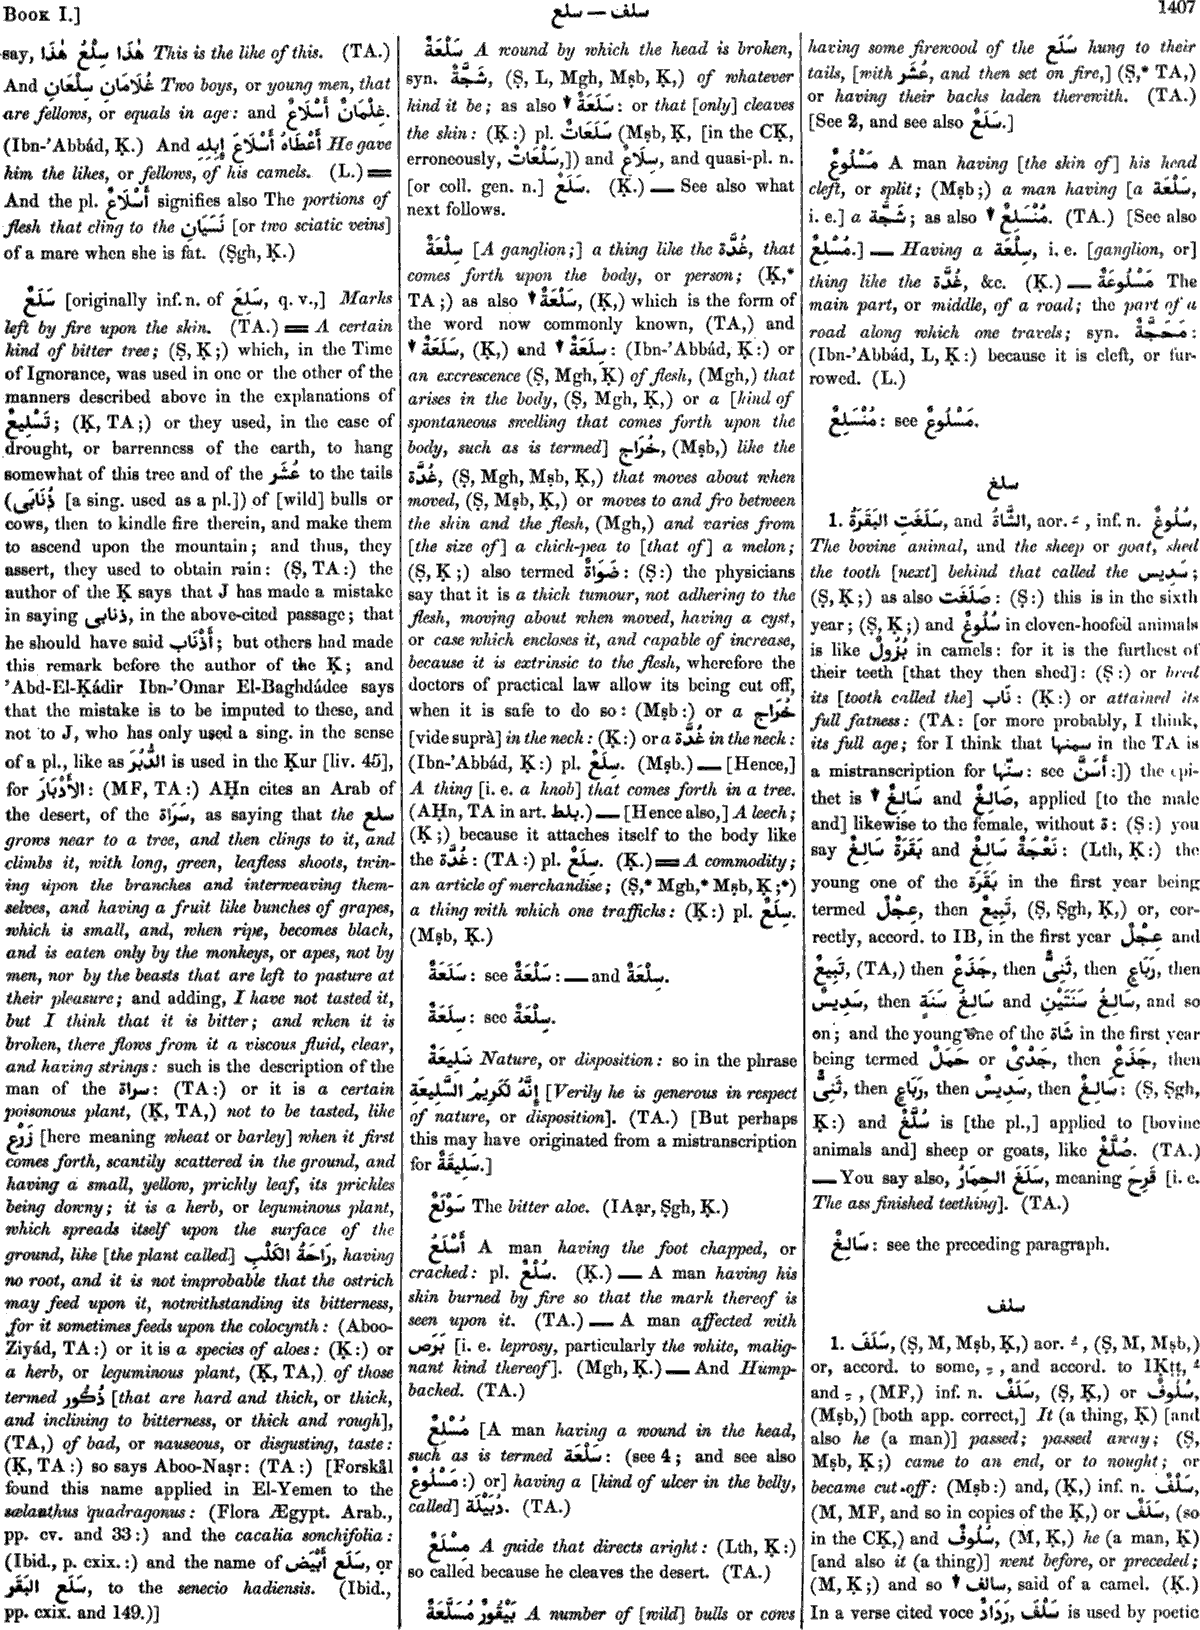 Book I.]
سلف — سلع
1407
say, هٰذَا سِلْعُ هٰذَا This is the like of this. (TA.)
And غُلَامَانِ سِلْعَانِ Two boys, or young men, that
are fellows, or equals in age: and غِلْمَانٌ أَسْلَاعٌ.
(Ibn-'Abbád, Ḳ.) And أَعْطَاهُ أَسْلَاعَ إِبِلِهِ He gave
him the likes, or fellows, of his camels. (L.) ==
And the pl. أَسْلَاعٌ signifies also The portions of
flesh that cling to the نَسَيَانِ [or two sciatic veins]
of a mare when she is fat. (Ṣgh, Ḳ.)
سَلَعٌ [originally inf. n. of سَلِعَ, q. v.,] Marks
left by fire upon the skin. (TA.) == A certain
kind of bitter tree; (Ṣ, Ḳ;) which, in the Time
of Ignorance, was used in one or the other of the
manners described above in the explanations of
تَسْلِيعٌ; (Ḳ, TA;) or they used, in the case of
drought, or barrenness of the earth, to hang
somewhat of this tree and of the عُشَر to the tails
(ذُنَابَى [a sing. used as a pl.]) of [wild] bulls or
cows, then to kindle fire therein, and make them
to ascend upon the mountain; and thus, they
assert, they used to obtain rain: (Ṣ, TA:) the
author of the Ḳ says that J has made a mistake
in saying ذنابى, in the above-cited passage; that
he should have said أَذْنَاب; but others had made
this remark before the author of the Ḳ; and
'Abd-El-Ḳádir Ibn-'Omar El-Baghdádee says
that the mistake is to be imputed to these, and
not to J, who has only used a sing. in the sense
of a pl., like as الدُّبُرَ is used in the Ḳur [liv. 45],
for الأَدْبَارَ: (MF, TA:) AḤn cites an Arab of
the desert, of the سَرَاة, as saying that the سلع
grows near to a tree, and then clings to it, and
climbs it, with long, green, leafless shoots, twin-
ing upon the branches and interweaving them-
selves, and having a fruit like bunches of grapes,
which is small, and, when ripe, becomes black,
and is eaten only by the monkeys, or apes, not by
men, nor by the beasts that are left to pasture at
their pleasure; and adding, I have not tasted it,
but I think that it is bitter; and when it is
broken, there flows from it a viscous fluid, clear,
and having strings: such is the description of the
man of the سراة: (TA:) or it is a certain
poisonous plant, (Ḳ, TA,) not to be tasted, like
زَرْع [here meaning wheat or barley] when it first
comes forth, scantily scattered in the ground, and
having a small, yellow, prickly leaf, its prickles
being downy; it is a herb, or leguminous plant,
which spreads itself upon the surface of the
ground, like [the plant called] رَاحَةُ الكَلْبِ, having
no root, and it is not improbable that the ostrich
may feed upon it, notwithstanding its bitterness,
for it sometimes feeds upon the colocynth: (Aboo-
Ziyád, TA:) or it is a species of aloes: (Ḳ:) or
a herb, or leguminous plant, (Ḳ, TA,) of those
termed ذُكُور [that are hard and thick, or thick,
and inclining to bitterness, or thick and rough],
(TA,) of bad, or nauseous, or disgusting, taste:
(Ḳ, TA:) so says Aboo-Naṣr: (TA:) [Forskål
found this name applied in El-Yemen to the
sælanthus quadragonus: (Flora Ægypt. Arab.,
pp. cv. and 33:) and the cacalia sonchifolia:
(Ibid., p. cxix.:) and the name of سَلَع أَبْيَض, or
سَلَع البَقَر, to the senecio hadiensis. (Ibid.,
pp. cxix. and 149.)]
سَلْعَةٌ A wound by which the head is broken,
syn. شَجَّةٌ, (Ṣ, L, Mgh, Mṣb, Ḳ,) of whatever
kind it be; as also ▼ سَلَعَةٌ: or that [only] cleaves
the skin: (Ḳ:) pl. سَلَعَاتٌ (Mṣb, Ḳ, [in the CḲ,
erroneously, سَلْعَاتٌ,]) and سِلَاعٌ, and quasi-pl. n.
[or coll. gen. n.] سَلَعٌ. (Ḳ.) — See also what
next follows.
سِلْعَةٌ [A ganglion;] a thing like the غُدَّة, that
comes forth upon the body, or person; (Ḳ,*
TA;) as also ▼ سَلْعَةٌ, (Ḳ,) which is the form of
the word now commonly known, (TA,) and
▼ سَلَعَةٌ, (Ḳ,) and ▼ سِلَعَةٌ: (Ibn-'Abbád, Ḳ:) or
an excrescence (Ṣ, Mgh, Ḳ) of flesh, (Mgh,) that
arises in the body, (Ṣ, Mgh, Ḳ,) or a [kind of
spontaneous swelling that comes forth upon the
body, such as is termed] خُرَاج, (Mṣb,) like the
غُدَّة, (Ṣ, Mgh, Mṣb, Ḳ,) that moves about when
moved, (Ṣ, Mṣb, Ḳ,) or moves to and fro between
the skin and the flesh, (Mgh,) and varies from
[the size of] a chick-pea to [that of] a melon;
(Ṣ, Ḳ;) also termed ضَوَاةٌ: (Ṣ:) the physicians
say that it is a thick tumour, not adhering to the
flesh, moving about when moved, having a cyst,
or case which encloses it, and capable of increase,
because it is extrinsic to the flesh, wherefore the
doctors of practical law allow its being cut off,
when it is safe to do so: (Mṣb:) or a خُرَاج
[vide suprà] in the neck: (Ḳ:) or a غُدَّة in the neck:
(Ibn-'Abbád, Ḳ:) pl. سِلَعٌ. (Mṣb.) — [Hence,]
A thing [i. e. a knob] that comes forth in a tree.
(AḤn, TA in art. بلط.) — [Hence also,] A leech;
(Ḳ;) because it attaches itself to the body like
the غُدَّة: (TA:) pl. سِلَعٌ. (Ḳ.) == A commodity;
an article of merchandise; (Ṣ,* Mgh,* Mṣb, Ḳ;*)
a thing with which one trafficks: (Ḳ:) pl. سِلَعٌ.
(Mṣb, Ḳ.)
سَلَعَةٌ: see سَلْعَةٌ: — and سِلْعَةٌ.
سِلَعَةٌ: see سِلْعَةٌ.
سَلِيعَةٌ Nature, or disposition: so in the phrase
إِنَّهُ لَكَرِيمُ السَّلِيعَةِ [Verily he is generous in respect
of nature, or disposition]. (TA.) [But perhaps
this may have originated from a mistranscription
for سَلِيقَةٌ.]
سَوْلَعٌ The bitter aloe. (IAạr, Ṣgh, Ḳ.)
أَسْلَعُ A man having the foot chapped, or
cracked: pl. سُلْعٌ. (Ḳ.) — A man having his
skin burned by fire so that the mark thereof is
seen upon it. (TA.) — A man affected with
بَرَص [i. e. leprosy, particularly the white, malig-
nant kind thereof]. (Mgh, Ḳ.) — And Hump-
backed. (TA.)
مُسْلِعٌ [A man having a wound in the head,
such as is termed سَلْعَة: (see 4; and see also
مَسْلُوعٌ:) or] having a [kind of ulcer in the belly,
called] دُبَيْلَة. (TA.)
مِسْلَعٌ A guide that directs aright: (Lth, Ḳ:)
so called because he cleaves the desert. (TA.)
بَيْقُورٌ مُسَلَّعَةٌ A number of [wild] bulls or cows
having some firewood of the سَلَع hung to their
tails, [with عُشَر, and then set on fire,] (Ṣ,* TA,)
or having their backs laden therewith. (TA.)
[See 2, and see also سَلَعٌ.]
مَسْلُوعٌ A man having [the skin of] his head
cleft, or split; (Mṣb;) a man having [a سَلْعَة,
i. e.] a شَجَّة; as also ▼ مُنْسَلِعٌ. (TA.) [See also
مُسْلِعٌ.] — Having a سِلْعَة, i. e. [ganglion, or]
thing like the غُدَّة, &c. (Ḳ.) — مَسْلُوعَةٌ The
main part, or middle, of a road; the part of a
road along which one travels; syn. مَحَجَّةٌ:
(Ibn-'Abbád, L, Ḳ:) because it is cleft, or fur-
rowed. (L.)
مُنْسَلِعٌ: see مَسْلُوعٌ.
سلغ
1. سَلَغَتِ البَقَرَةُ, and الشَّاةُ, aor. ـَ, inf. n. سُلُوغٌ,
The bovine animal, and the sheep or goat, shed
the tooth [next] behind that called the سَدِيس;
(Ṣ, Ḳ;) as also صَلَغَت: (Ṣ:) this is in the sixth
year; (Ṣ, Ḳ;) and سُلُوغٌ in cloven-hoofed animals
is like بُزُولٌ in camels: for it is the furthest of
their teeth [that they then shed]: (Ṣ:) or bred
its [tooth called the] نَاب: (Ḳ:) or attained its
full fatness: (TA: [or more probably, I think,
its full age; for I think that سمنها in the TA is
a mistranscription for سنّها: see أَسَنَّ:]) the epi-
thet is ▼ سَالِغٌ and صَالِغٌ, applied [to the male
and] likewise to the female, without ة: (Ṣ:) you
say بَقَرَةٌ سَالِغٌ and نَعْجَةٌ سَالِغٌ: (Lth, Ḳ:) the
young one of the بَقَرَة in the first year being
termed عِجْلٌ, then تَبِيعٌ, (Ṣ, Ṣgh, Ḳ,) or, cor-
rectly, accord. to IB, in the first year عِجْلٌ and
تَبِيعٌ, (TA,) then جَذَعٌ, then ثَنِىٌّ, then رَبَاعٍ, then
سَدِيسٌ, then سَالِغُ سَنَةٍ and سَالِغُ سَنَتَيْنِ, and so
on; and the young one of the شَاة in the first year
being termed حَمَلٌ or جَدْىٌ, then جَذَعٌ, then
ثَنِىٌّ, then رَبَاعٍ, then سَدِيسٌ, then سَالِغٌ: (Ṣ, Ṣgh,
Ḳ:) and سُلَّغٌ is [the pl.,] applied to [bovine
animals and] sheep or goats, like صُلَّغٌ. (TA.)
— You say also, سَلَغَ الحِمَارُ, meaning قَرِحَ [i. e.
The ass finished teething]. (TA.)
سَالِغٌ: see the preceding paragraph.
سلف
1. سَلَفَ, (Ṣ, M, Mṣb, Ḳ,) aor. ـُ, (Ṣ, M, Mṣb,)
or, accord. to some, ـِ, and accord. to IḲṭṭ, ـُ
and ـِ, (MF,) inf. n. سَلَفٌ, (Ṣ, Ḳ,) or سُلُوفٌ,
(Mṣb,) [both app. correct,] It (a thing, Ḳ) [and
also he (a man)] passed; passed away; (Ṣ,
Mṣb, Ḳ;) came to an end, or to nought; or
became cut off: (Mṣb:) and, (Ḳ,) inf. n. سَلْفٌ,
(M, MF, and so in copies of the Ḳ,) or سَلَفٌ, (so
in the CḲ,) and سُلُوفٌ, (M, Ḳ,) he (a man, Ḳ)
[and also it (a thing)] went before, or preceded;
(M, Ḳ;) and so ▼ سالف, said of a camel. (Ḳ.)
In a verse cited voce رَدَادٌ, سَلْفَ is used by poetic